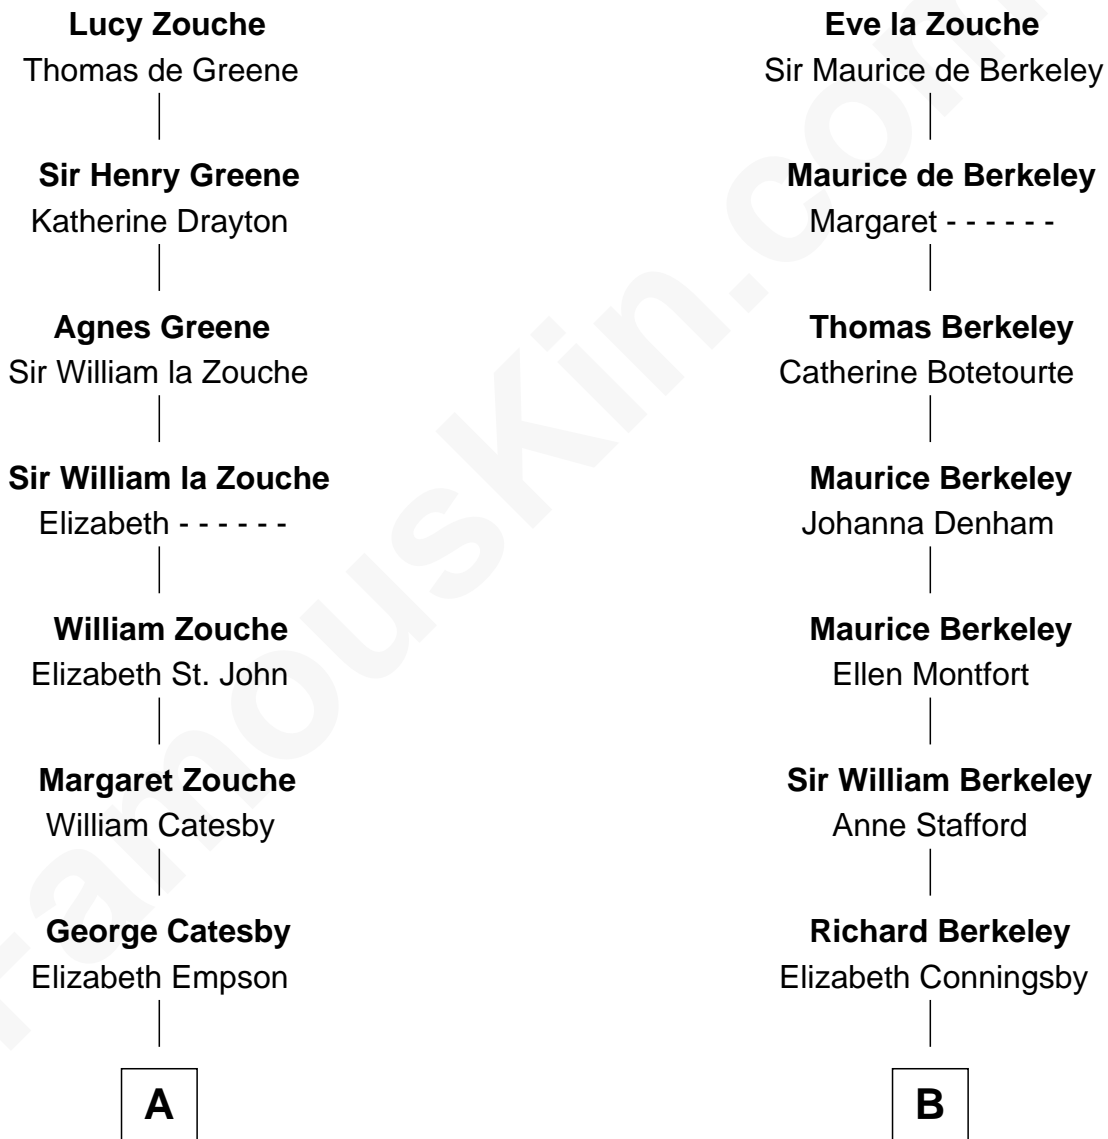 Lucy Zouche
Thomas de Greene
Sir Henry Greene
Katherine Drayton
Agnes Greene
Sir William la Zouche
Sir William la Zouche
Elizabeth - - - - - -
William Zouche
Elizabeth St. John
Margaret Zouche
William Catesby
George Catesby
Elizabeth Empson
A
Eve la Zouche
Sir Maurice de Berkeley
Maurice de Berkeley
Margaret - - - - - -
Thomas Berkeley
Catherine Botetourte
Maurice Berkeley
Johanna Denham
Maurice Berkeley
Ellen Montfort
Sir William Berkeley
Anne Stafford
Richard Berkeley
Elizabeth Conningsby
B
FamousKin.com